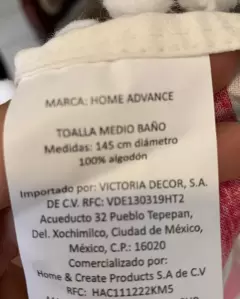 MARCA: HOME ADVANCE
TOALLA MEDIO BAÑO
Medidas: 145 cm diámetro
100% algodón
Importado por: VICTORIA DECOR, S.A.
DE C.V. RFC: VDE130319HT2
Acueducto 32 Pueblo Tepepan,
Del. Xochimilco, Ciudad de México,
México, C.P.: 16020
Comercializado por:
Home & Create Products S.A de C.V
RFC: HAC111222KM5